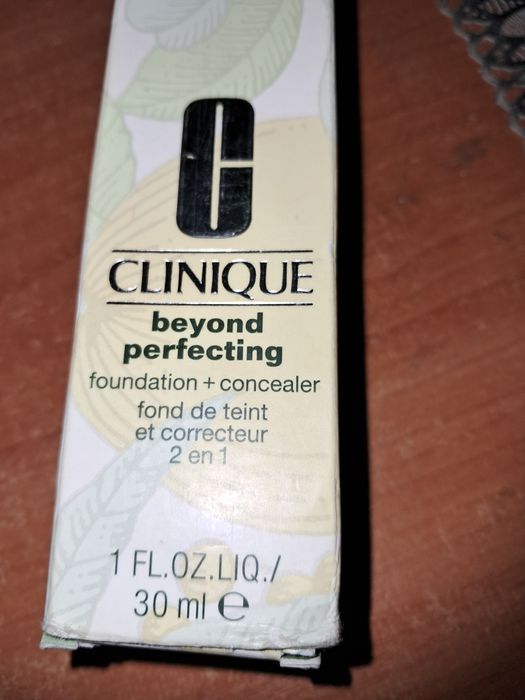 CLINIQUE
beyond
perfecting
foundation + concealer
fond de teint
et correcteur
2 en 1
1 FL.OZ.LIQ./
30 ml ℮